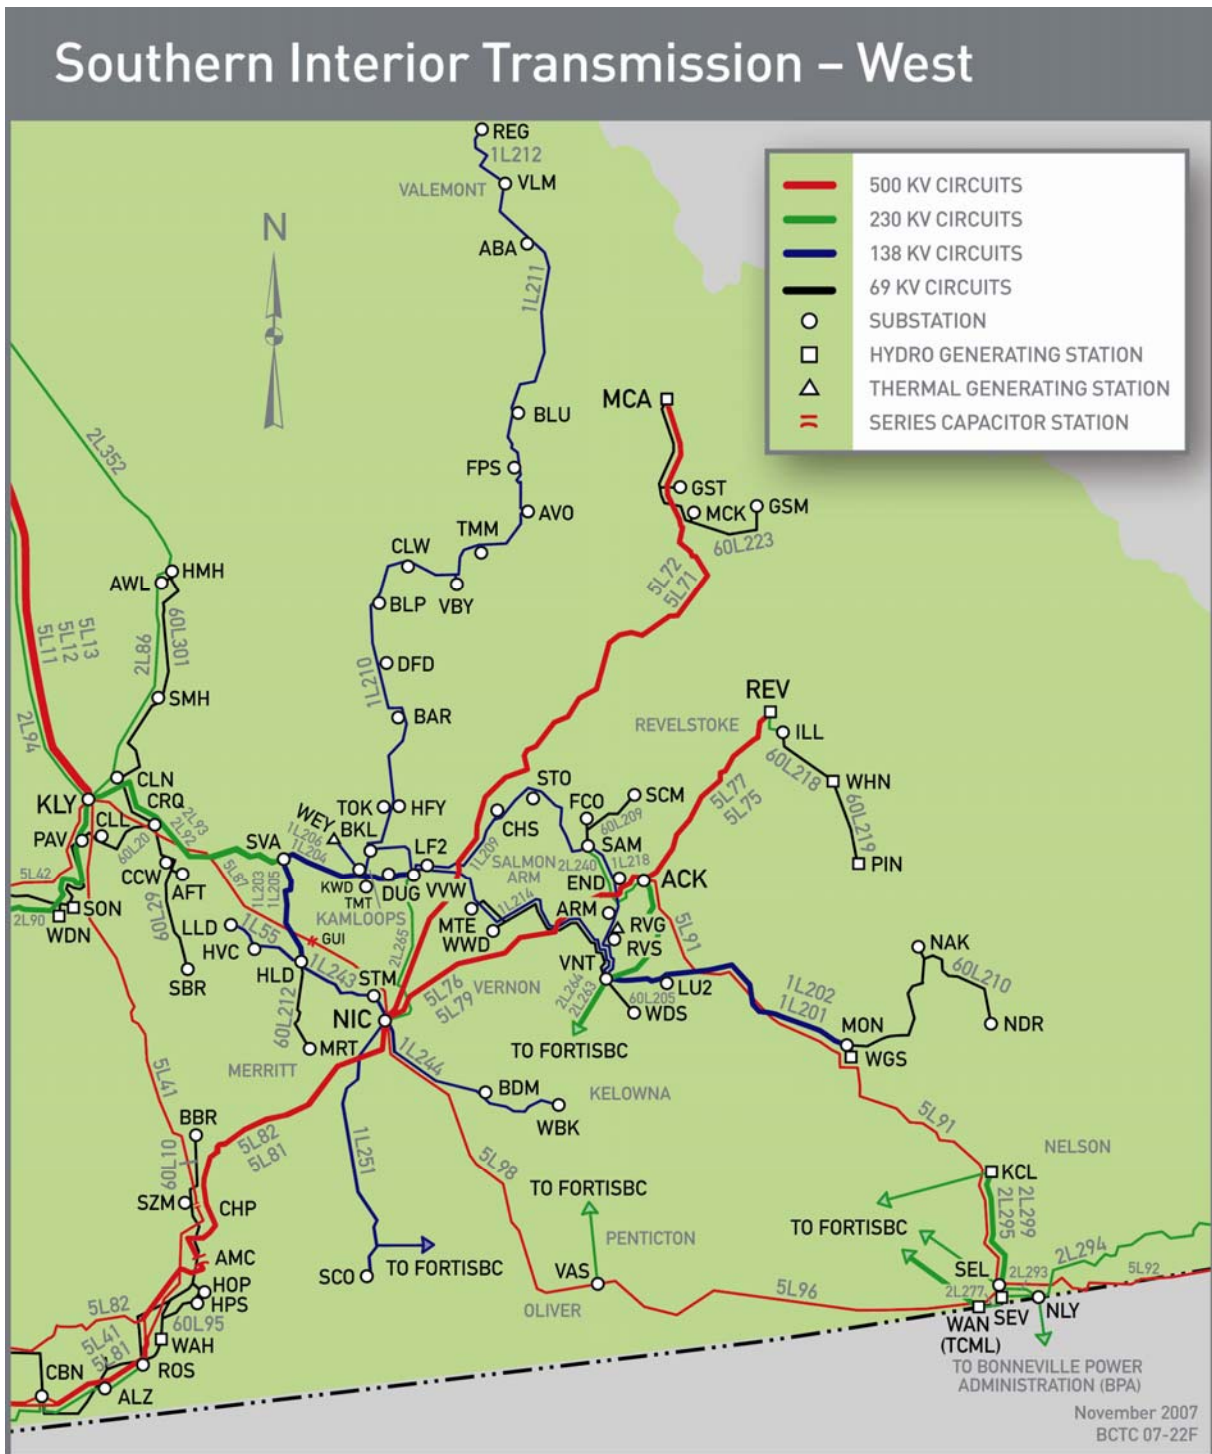 Southern Interior Transmission – West
500 KV CIRCUITS
230 KV CIRCUITS
138 KV CIRCUITS
69 KV CIRCUITS
SUBSTATION
HYDRO GENERATING STATION
THERMAL GENERATING STATION
SERIES CAPACITOR STATION
N
REG
1L212
VALEMONT
VLM
ABA
1L211
BLU
FPS
AVO
TMM
CLW
VBY
BLP
DFD
1L210
BAR
MCA
GST
MCK
GSM
60L223
5L72
5L71
2L352
HMH
AWL
60L301
2L86
SMH
5L13
5L12
5L11
2L94
CLN
KLY
CRQ
CLL
PAV
60L20
2L93
2L92
CCW
AFT
5L42
2L90
SON
WDN
60L29
SBR
SVA
5L87
1L203
1L205
1L206
1L204
WEY
BKL
TOK
HFY
KWD
TMT
DUG
LF2
VVW
KAMLOOPS
LLD
1L55
HVC
HLD
GUI
1L243
STM
2L265
NIC
60L212
MRT
MERRITT
STO
CHS
1L209
SALMON
ARM
1L214
MTE
WWD
FCO
SCM
60L209
SAM
2L240
1L218
END
ACK
ARM
RVG
RVS
VNT
5L76
5L79
VERNON
2L264
2L263
60L205
WDS
LU2
TO FORTISBC
REV
REVELSTOKE
ILL
60L218
WHN
60L219
PIN
5L77
5L75
5L91
1L202
1L201
MON
WGS
NAK
60L210
NDR
1L244
BDM
WBK
KELOWNA
5L41
BBR
60L10
SZM
CHP
5L82
5L81
AMC
HOP
HPS
60L95
WAH
ROS
5L82
5L41
5L81
CBN
ALZ
1L251
SCO
TO FORTISBC
5L98
TO FORTISBC
PENTICTON
VAS
OLIVER
5L96
5L91
NELSON
KCL
2L299
2L295
TO FORTISBC
SEL
2L293
2L294
5L92
2L277
WAN
(TCML)
SEV
NLY
TO BONNEVILLE POWER
ADMINISTRATION (BPA)
November 2007
BCTC 07-22F